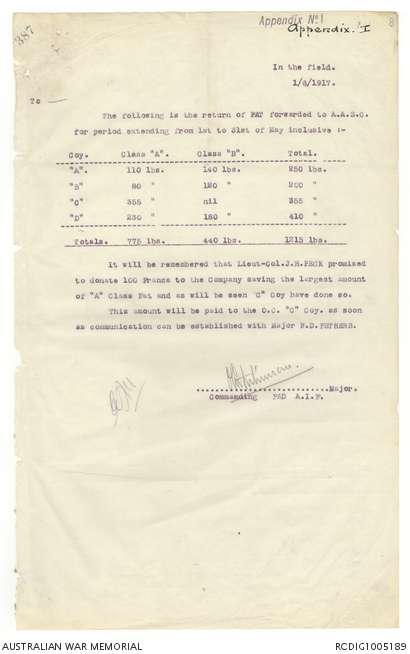 387
Appendix No 1
Appendix. I
8
In the field.
1/6/1917.
To —
The following is the return of FAT forwarded to A.A.S.C.
for period extending from 1st to 31st of May inclusive :-
Coy. Class "A". Class "B". Total.
"A". 110 lbs. 140 lbs. 250 lbs.
"B" 80 " 120 " 200 "
"C" 355 " nil 355 "
"D" 230 " 180 " 410 "
Totals. 775 lbs. 440 lbs. 1215 lbs.
It will be remembered that Lieut-Col.J.H.PECK promised
to donate 100 Francs to the Company saving the largest amount
of "A" Class Fat and as will be seen "C" Coy have done so.
This amount will be paid to the O.C. "C" Coy. as soon
as communication can be established with Major R.D.FETHERS.
Major.
Commanding FAD A.I.F.
AUSTRALIAN WAR MEMORIAL
RCDIG1005189